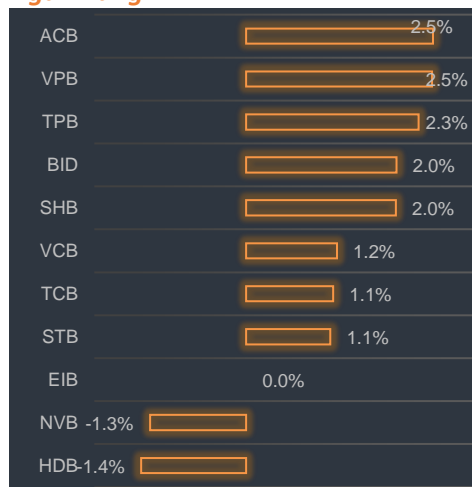 ACB 2.5%
VPB 2.5%
TPB 2.3%
BID 2.0%
SHB 2.0%
VCB 1.2%
TCB 1.1%
STB 1.1%
EIB 0.0%
NVB -1.3%
HDB -1.4%